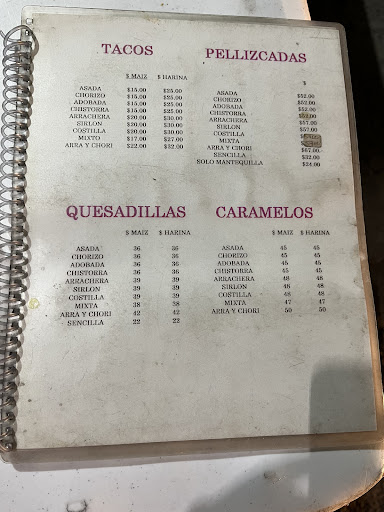 TACOS
$ MAIZ $ HARINA
ASADA $15.00 $25.00
CHORIZO $15.00 $25.00
ADOBADA $15.00 $25.00
CHISTORRA $15.00 $25.00
ARRACHERA $20.00 $30.00
SIRLON $20.00 $30.00
COSTILLA $20.00 $30.00
MIXTO $17.00 $27.00
ARRA Y CHORI $22.00 $32.00
PELLIZCADAS
$
ASADA $52.00
CHORIZO $52.00
ADOBADA $52.00
CHISTORRA $52.00
ARRACHERA $57.00
SIRLON $57.00
COSTILLA
MIXTA
ARRA Y CHORI $67.00
SENCILLA $32.00
SOLO MANTEQUILLA $24.00
QUESADILLAS
$ MAIZ $ HARINA
ASADA 36 36
CHORIZO 36 36
ADOBADA 36 36
CHISTORRA 36 36
ARRACHERA 39 39
SIRLON 39 39
COSTILLA 39 39
MIXTA 38 38
ARRA Y CHORI 42 42
SENCILLA 22 22
CARAMELOS
$ MAIZ $ HARINA
ASADA 45 45
CHORIZO 45 45
ADOBADA 45 45
CHISTORRA 45 45
ARRACHERA 48 48
SIRLON 48 48
COSTILLA 48 48
MIXTA 47 47
ARRA Y CHORI 50 50